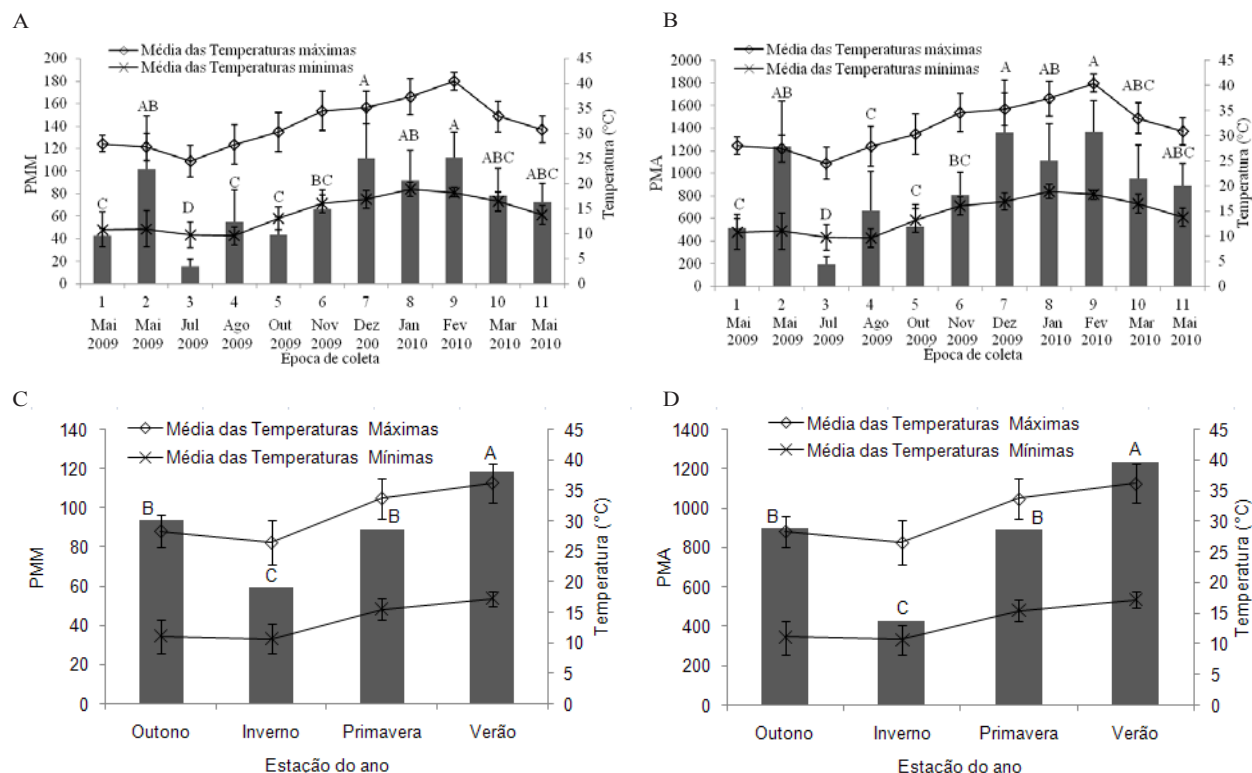 A
Média das Temperaturas máximas
Média das Temperaturas mínimas
PMM
200
180
160
140
120
100
80
60
40
20
0
45
40
35
30
25
20
15
10
5
0
Temperatura (°C)
C AB D C C BC A AB A ABC ABC
1 2 3 4 5 6 7 8 9 10 11
Mai Mai Jul Ago Out Nov Dez Jan Fev Mar Mai
2009 2009 2009 2009 2009 2009 200 2010 2010 2010 2010
Época de coleta
B
Média das Temperaturas máximas
Média das Temperaturas mínimas
PMA
2000
1800
1600
1400
1200
1000
800
600
400
200
0
45
40
35
30
25
20
15
10
5
0
Temperatura (°C)
C AB D C C BC A AB A ABC ABC
1 2 3 4 5 6 7 8 9 10 11
Mai Mai Jul Ago Out Nov Dez Jan Fev Mar Mai
2009 2009 2009 2009 2009 2009 2009 2010 2010 2010 2010
Época de coleta
C
Média das Temperaturas Máximas
Média das Temperaturas Mínimas
PMM
140
120
100
80
60
40
20
0
45
40
35
30
25
20
15
10
5
0
Temperatura (°C)
B C B A
Outono Inverno Primavera Verão
Estação do ano
D
Média das Temperaturas Máximas
Média das Temperaturas Mínimas
PMA
1400
1200
1000
800
600
400
200
0
45
40
35
30
25
20
15
10
5
0
Temperatura (°C)
B C B A
Outono Inverno Primavera Verão
Estação do ano